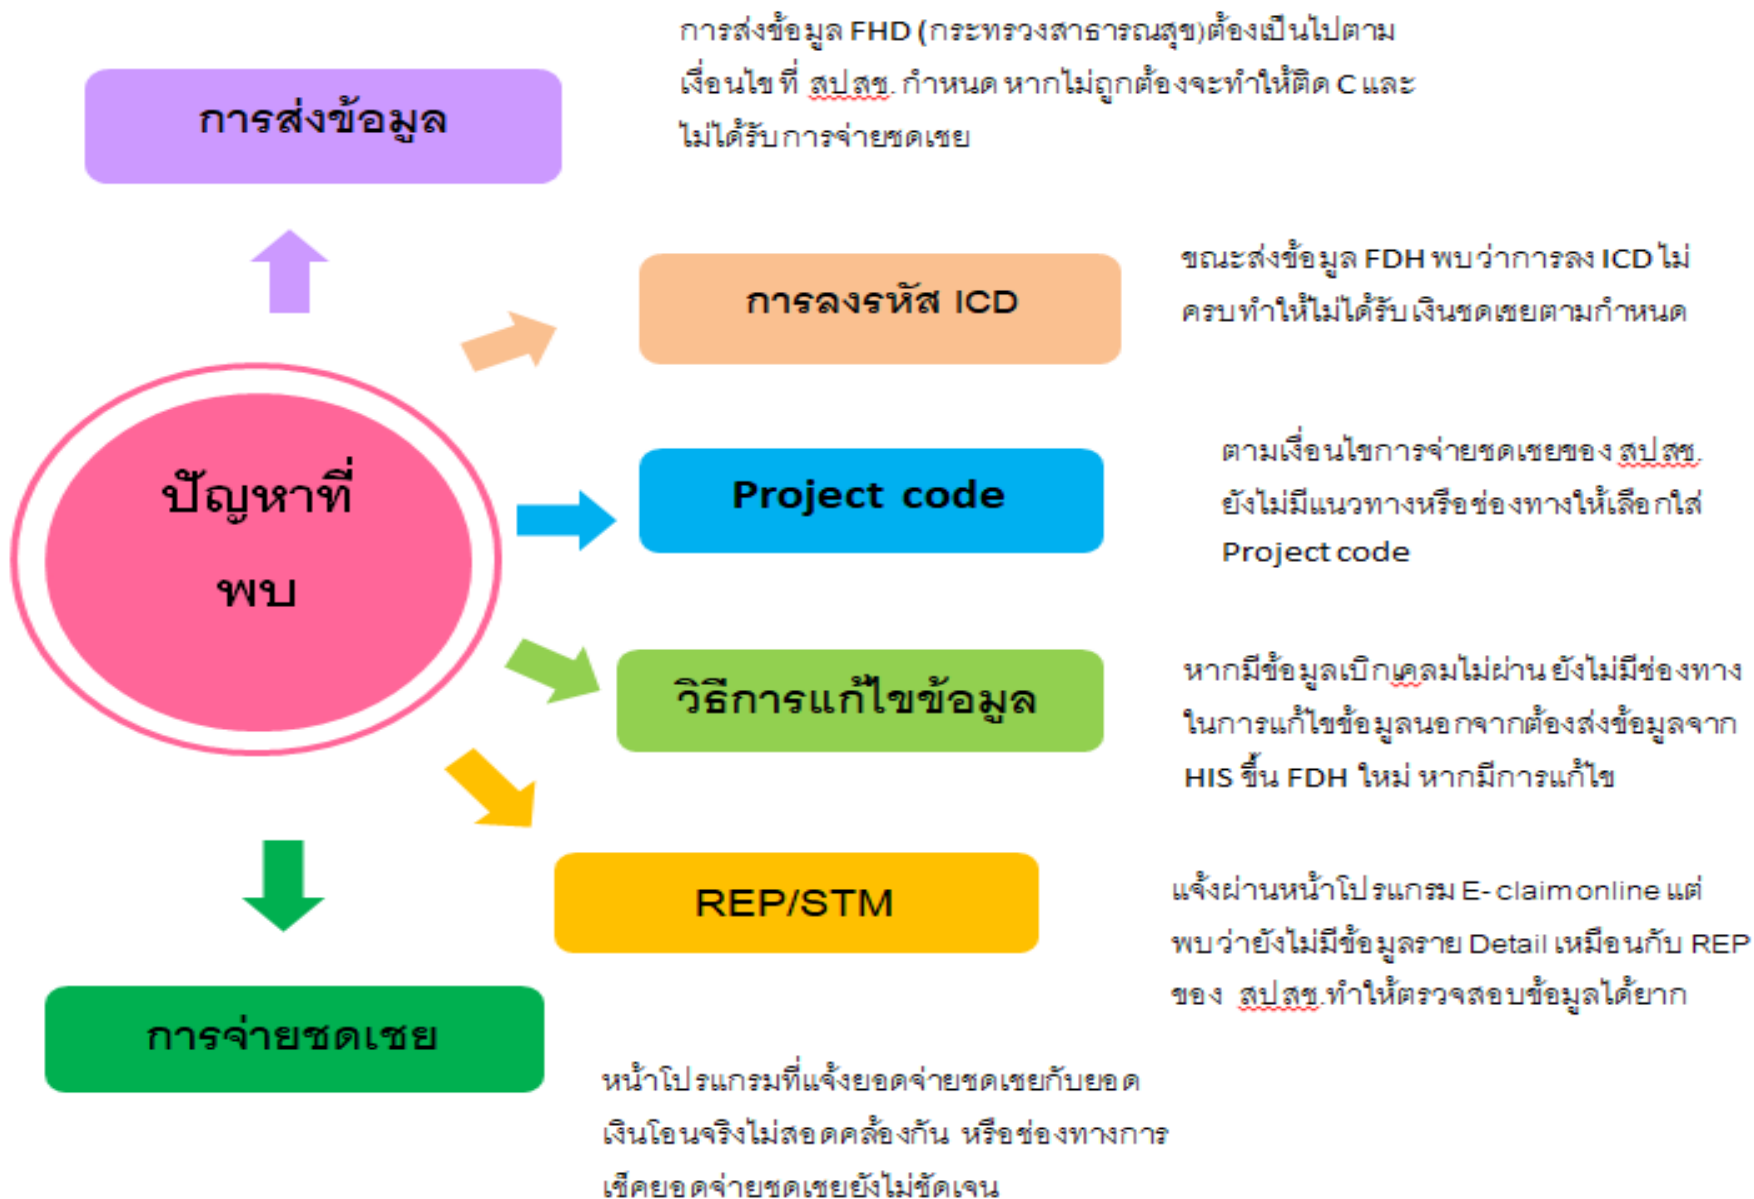 การส่งข้อมูล
การส่งข้อมูล FHD (กระทรวงสาธารณสุข)ต้องเป็นไปตาม
เงื่อนไข ที่ สปสช. กำหนด หากไม่ถูกต้องจะทำให้ติด C และ
ไม่ได้รับการจ่ายชดเชย
การลงรหัส ICD
ขณะส่งข้อมูล FDH พบว่าการลง ICD ไม่
ครบทำให้ไม่ได้รับเงินชดเชยตามกำหนด
ปัญหาที่
พบ
Project code
ตามเงื่อนไขการจ่ายชดเชยของ สปสช.
ยังไม่มีแนวทางหรือช่องทางให้เลือกใส่
Project code
วิธีการแก้ไขข้อมูล
หากมีข้อมูลเบิกเคลมไม่ผ่าน ยังไม่มีช่องทาง
ในการแก้ไขข้อมูลนอกจากต้องส่งข้อมูลจาก
HIS ขึ้น FDH ใหม่ หากมีการแก้ไข
REP/STM
แจ้งผ่านหน้าโปรแกรม E- claim online แต่
พบว่ายังไม่มีข้อมูลราย Detail เหมือนกับ REP
ของ สปสช.ทำให้ตรวจสอบข้อมูลได้ยาก
การจ่ายชดเชย
หน้าโปรแกรมที่แจ้งยอดจ่ายชดเชยกับยอด
เงินโอนจริงไม่สอดคล้องกัน หรือช่องทางการ
เช็คยอดจ่ายชดเชยยังไม่ชัดเจน